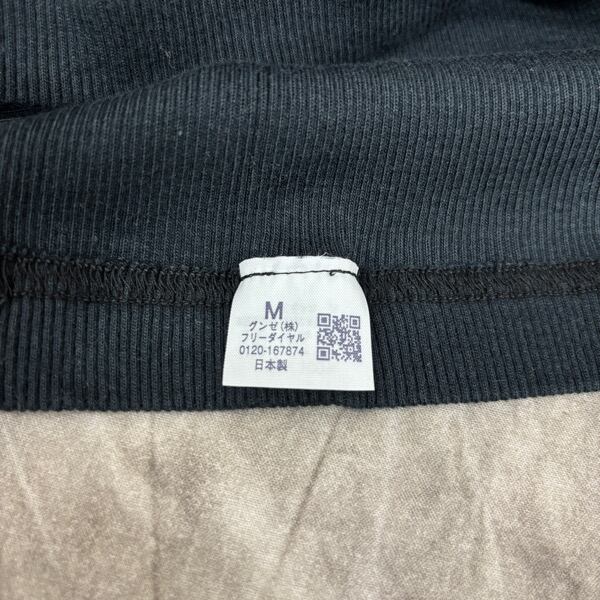 M
グンゼ(株)
フリーダイヤル
0120-167874
日本製